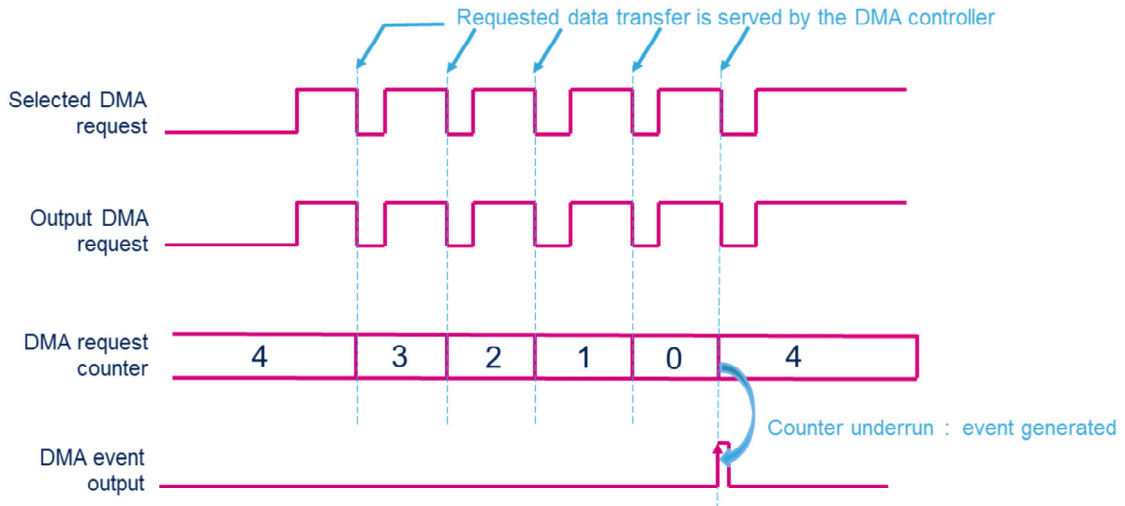 Requested data transfer is served by the DMA controller
Selected DMA
request
Output DMA
request
DMA request
counter
4 3 2 1 0 4
Counter underrun : event generated
DMA event
output